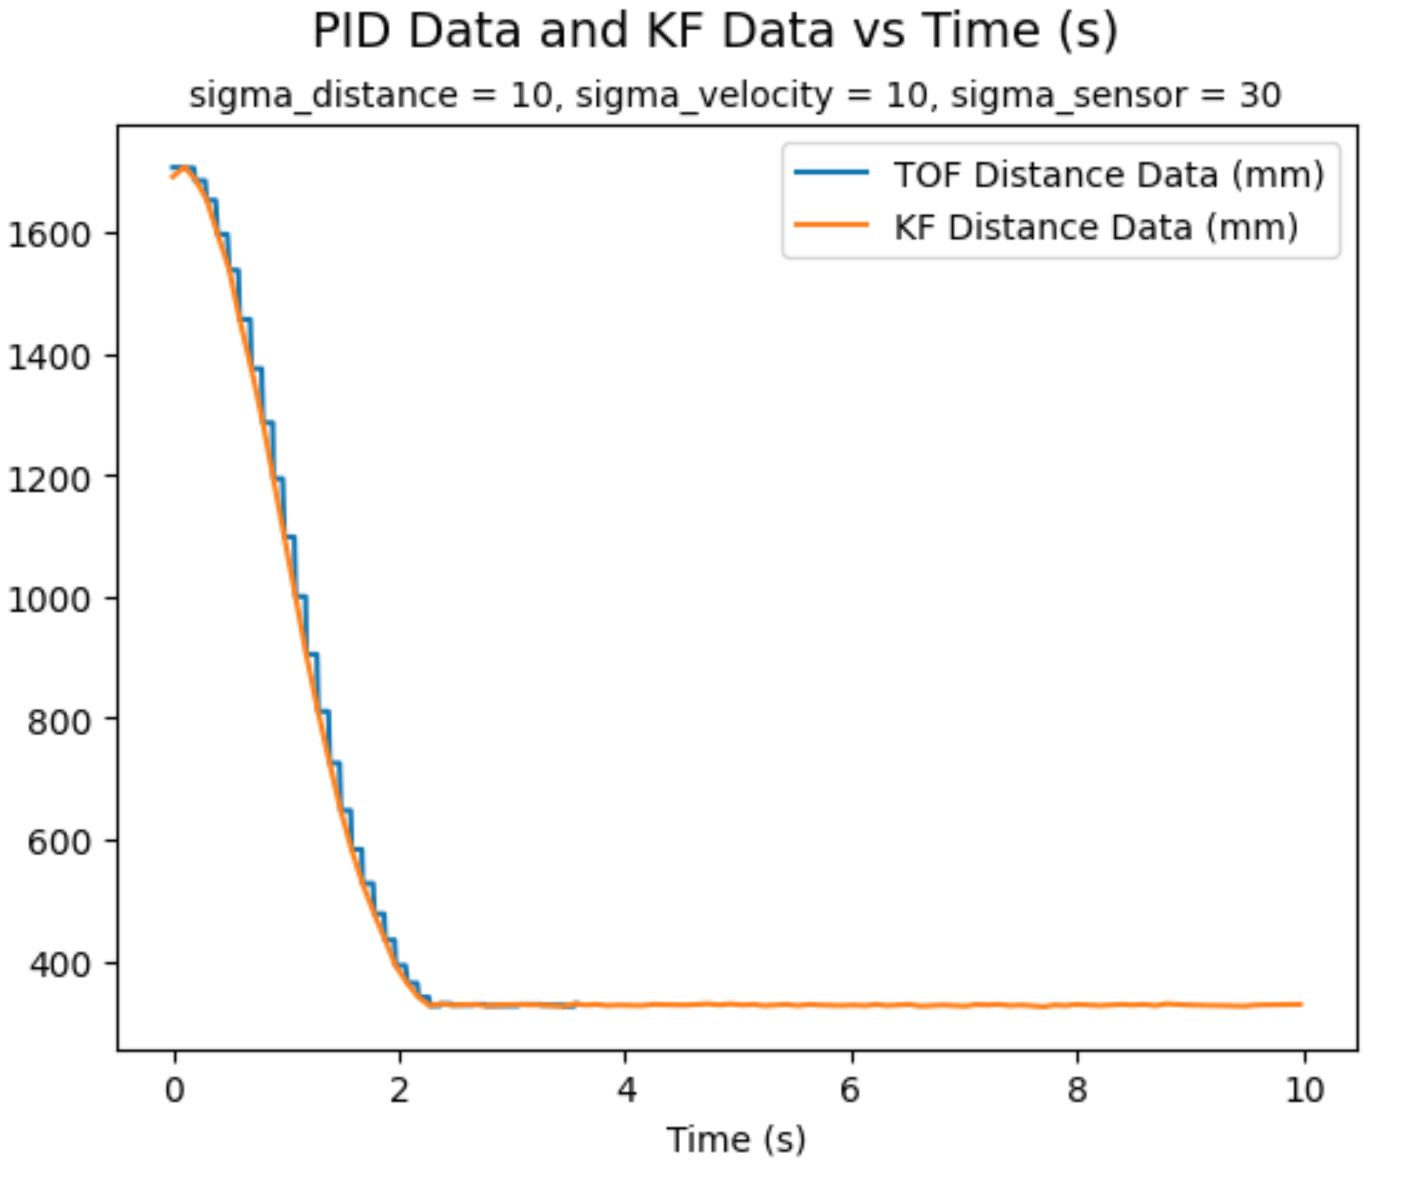 PID Data and KF Data vs Time (s)
sigma_distance = 10, sigma_velocity = 10, sigma_sensor = 30
TOF Distance Data (mm)
KF Distance Data (mm)
1600
1400
1200
1000
800
600
400
0 2 4 6 8 10
Time (s)